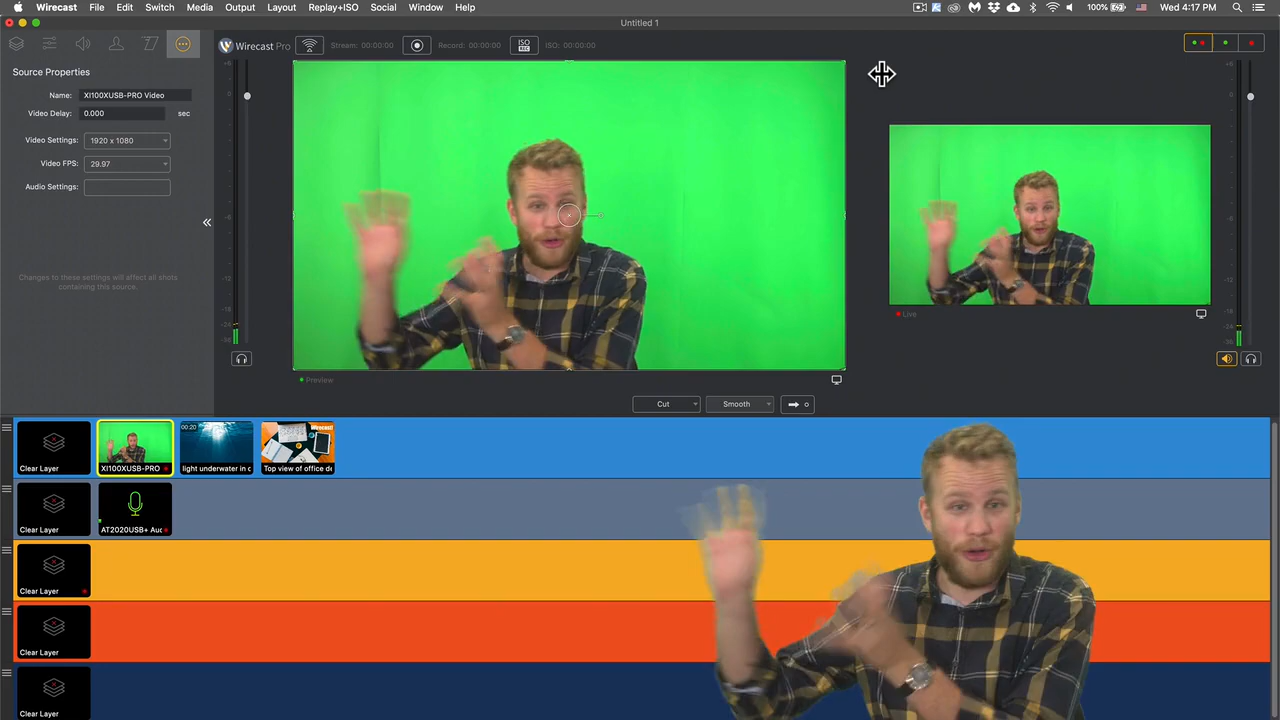 Wirecast File Edit Switch Media Output Layout Replay+ISO Social Window Help 100% Wed 4:17 PM
Untitled 1
Wirecast Pro Stream: 00:00:00 Record: 00:00:00 ISO REC ISO: 00:00:00
Source Properties
Name: XI100XUSB-PRO Video
Video Delay: 0.000 sec
Video Settings: 1920 x 1080
Video FPS: 29.97
Audio Settings:
Changes to these settings will affect all shots
containing this source.
Live
Preview
Cut Smooth
00:20
Wirecast!
Clear Layer XI100XUSB-PRO light underwater in c Top view of office de
Clear Layer AT2020USB+ Auc
Clear Layer
Clear Layer
Clear Layer